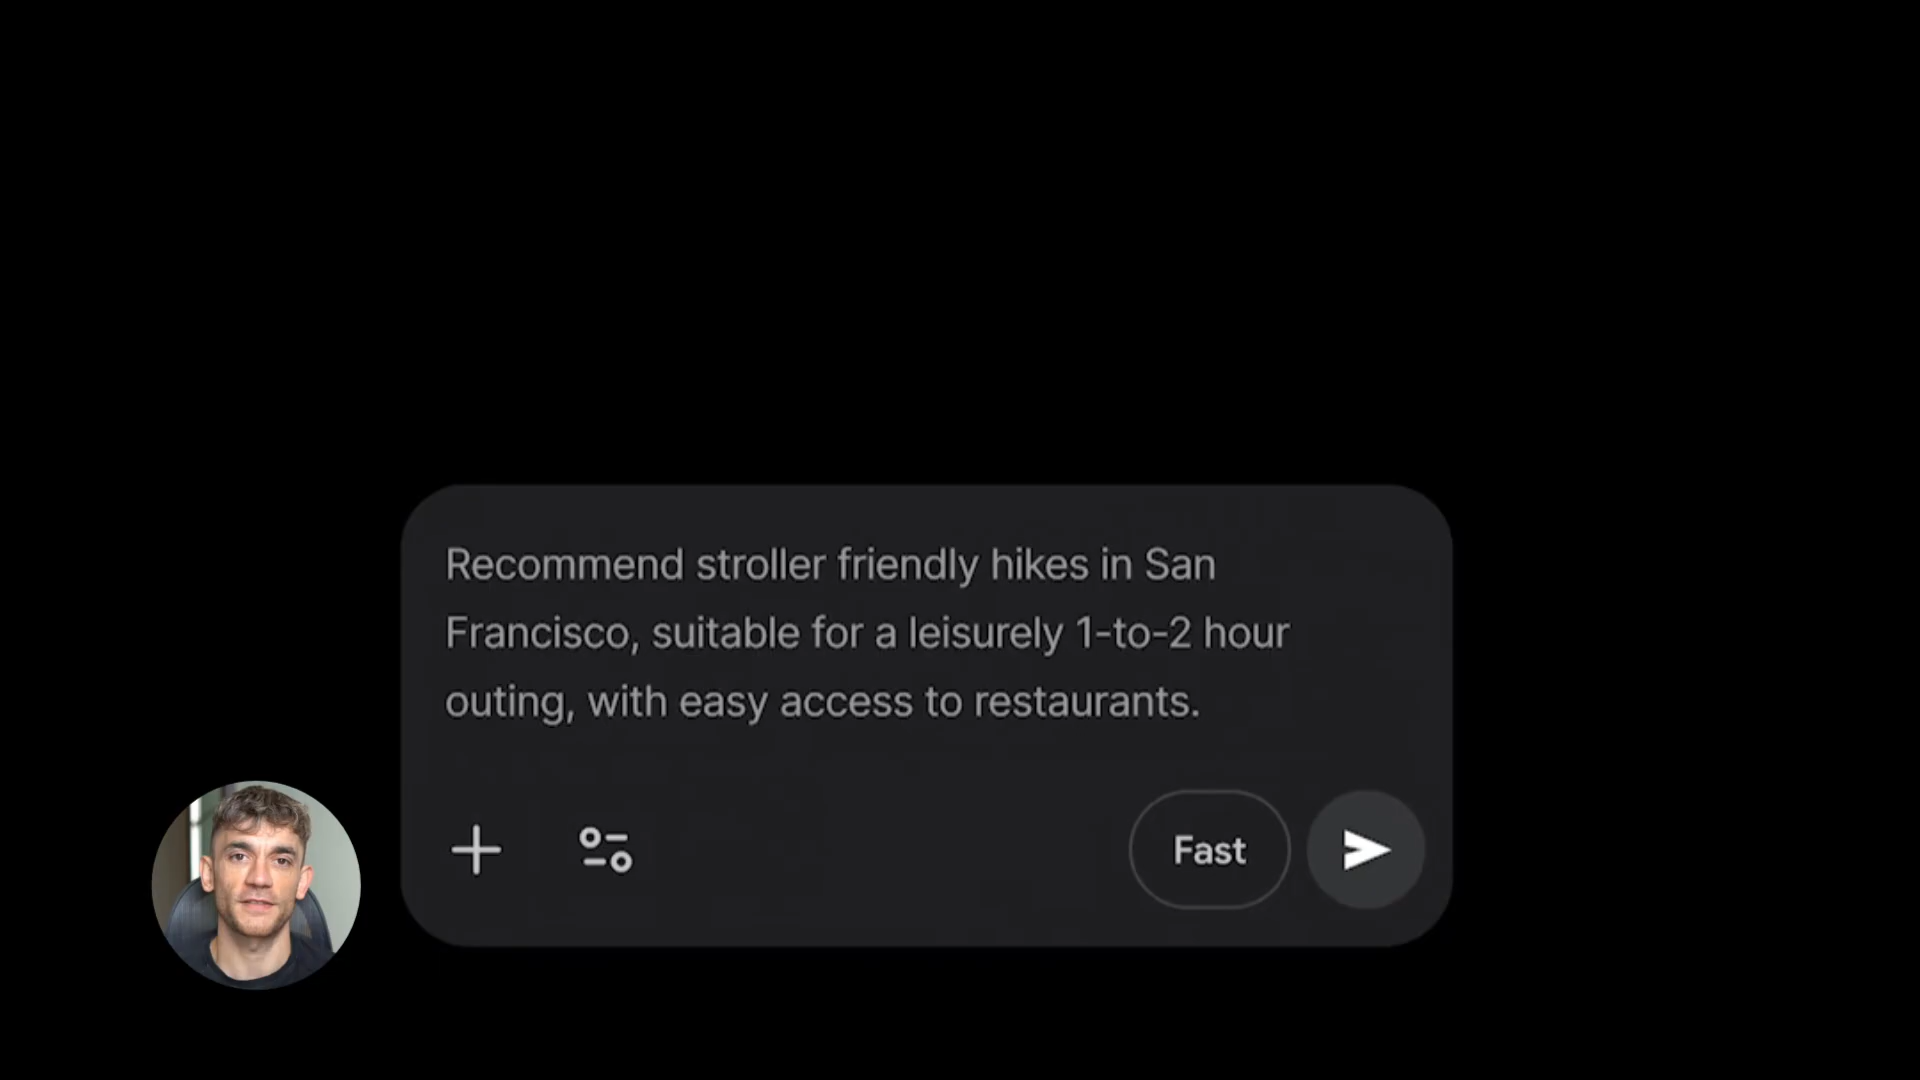 Recommend stroller friendly hikes in San
Francisco, suitable for a leisurely 1-to-2 hour
outing, with easy access to restaurants.
Fast